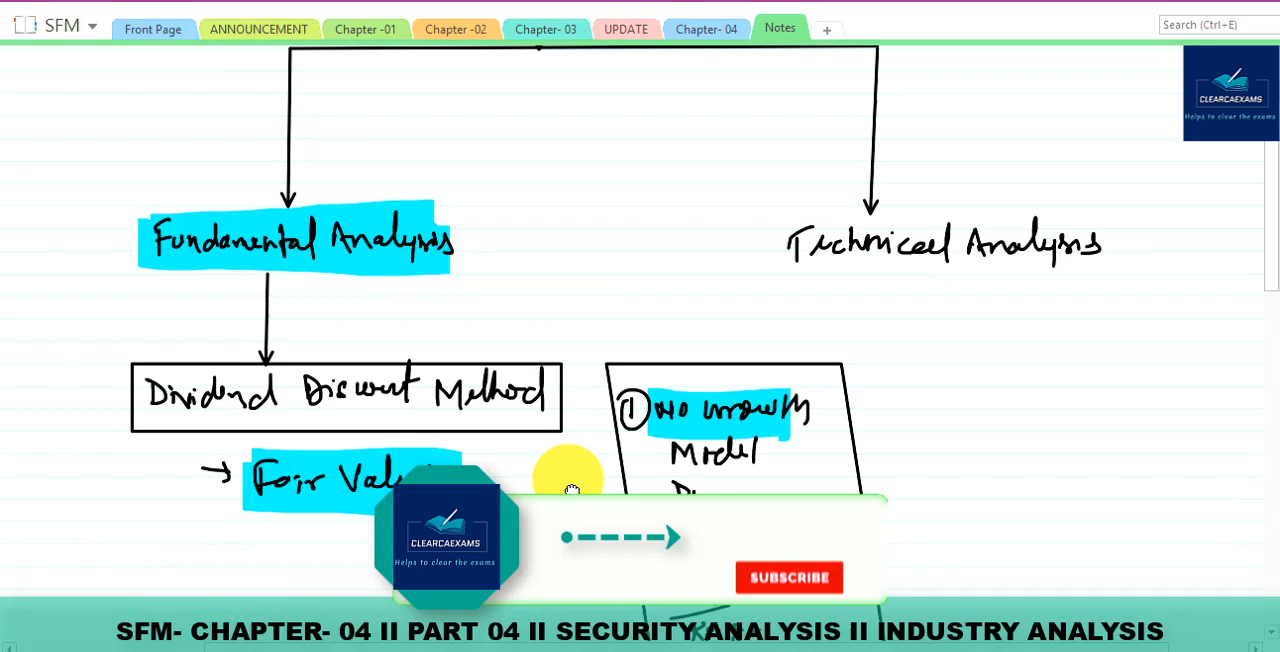 SFM
Front Page
ANNOUNCEMENT
Chapter -01
Chapter -02
Chapter- 03
UPDATE
Chapter- 04
Notes
Search (Ctrl+E)
CLEARCAEXAMS
Helps to clear the exams
Fundamental Analysis
Technical Analysis
Dividend Discount Method
① No Growth
Model
→ Fair
CLEARCAEXAMS
Helps to clear the exams
SUBSCRIBE
SFM- CHAPTER- 04 II PART 04 II SECURITY ANALYSIS II INDUSTRY ANALYSIS